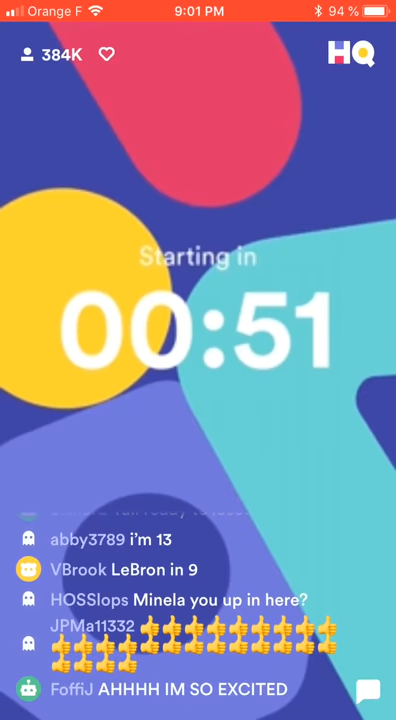 Orange F 9:01 PM 94 %
384K HQ
Starting in
00:51
abby3789 i'm 13
VBrook LeBron in 9
HOSSlops Minela you up in here?
JPMa11332 👍👍👍👍👍👍👍👍👍
👍👍👍👍👍👍👍👍👍👍👍👍👍
👍👍👍👍
FoffiJ AHHHH IM SO EXCITED